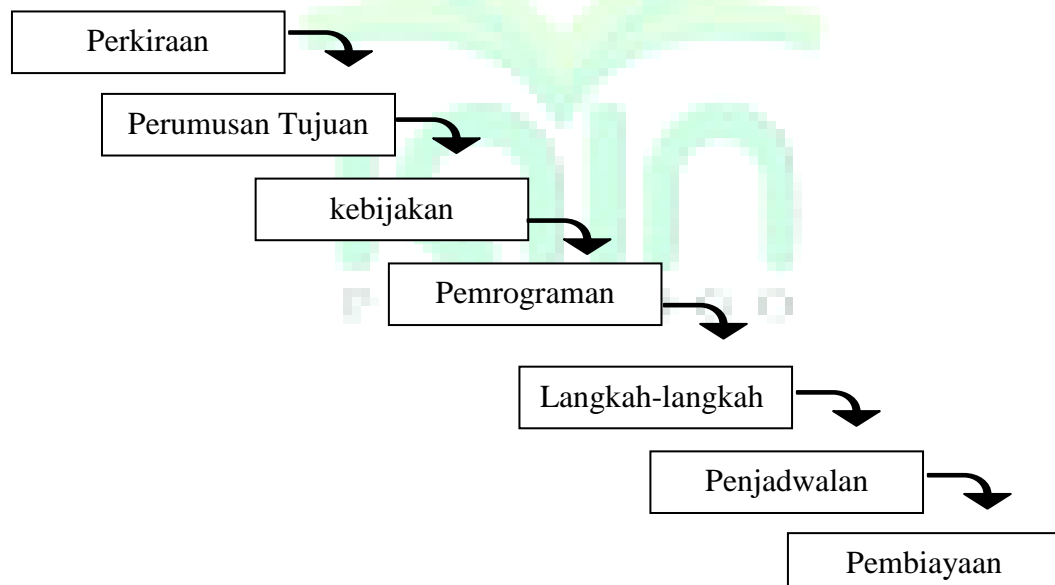 Perkiraan
Perumusan Tujuan
kebijakan
Pemrograman
Langkah-langkah
Penjadwalan
Pembiayaan